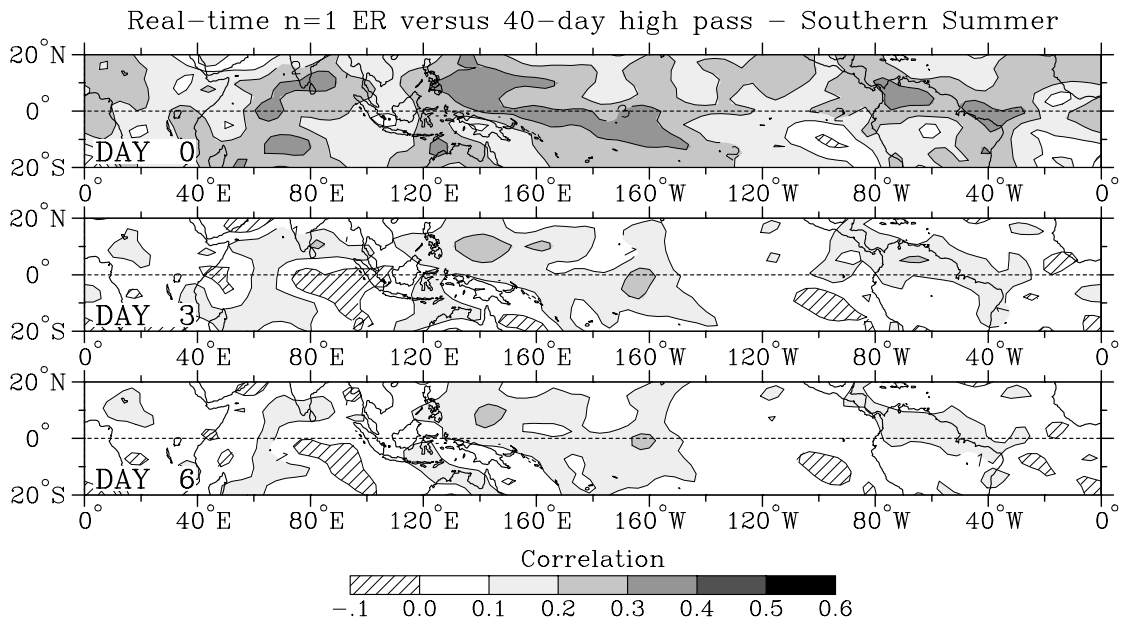 Real-time n=1 ER versus 40-day high pass - Southern Summer
20°N
0°
20°S
DAY 0
0° 40°E 80°E 120°E 160°E 160°W 120°W 80°W 40°W 0°
20°N
0°
20°S
DAY 3
0° 40°E 80°E 120°E 160°E 160°W 120°W 80°W 40°W 0°
20°N
0°
20°S
DAY 6
0° 40°E 80°E 120°E 160°E 160°W 120°W 80°W 40°W 0°
Correlation
-.1 0.0 0.1 0.2 0.3 0.4 0.5 0.6